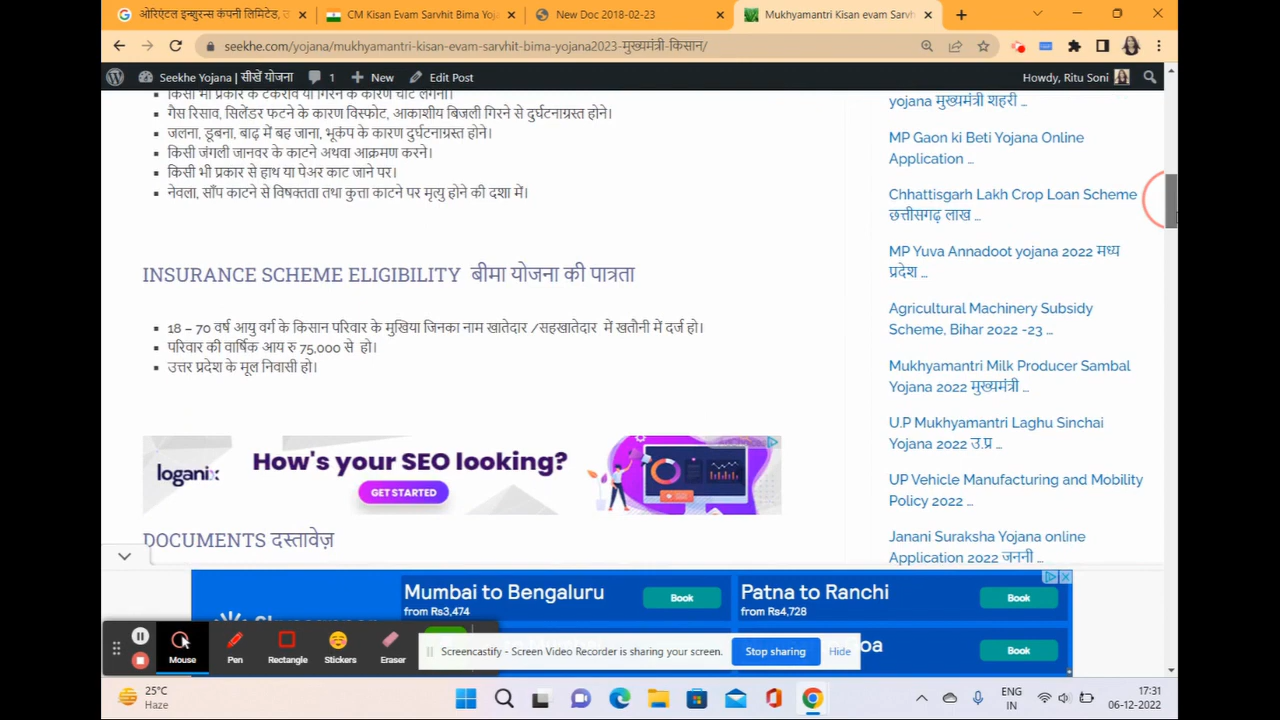 ओरिएंटल इन्शुरन्स कंपनी लिमिटेड, उ
CM Kisan Evam Sarvhit Bima Yoj
New Doc 2018-02-23
Mukhyamantri Kisan evam Sarvh
seekhe.com/yojana/mukhyamantri-kisan-evam-sarvhit-bima-yojana2023-मुख्यमंत्री-किसान/
Seekhe Yojana | सीखें योजना
1
New
Edit Post
Howdy, Ritu Soni
किसी भी प्रकार के टकराव या गिरने के कारण चोट लगना।
गैस रिसाव, सिलेंडर फटने के कारण विस्फोट, आकाशीय बिजली गिरने से दुर्घटनाग्रस्त होने।
जलना, डूबना, बाढ़ में बह जाना, भूकंप के कारण दुर्घटनाग्रस्त होने।
किसी जंगली जानवर के काटने अथवा आक्रमण करने।
किसी भी प्रकार से हाथ या पेअर काट जाने पर।
नेवला, साँप काटने से विषक्तता तथा कुत्ता काटने पर मृत्यु होने की दशा में।
INSURANCE SCHEME ELIGIBILITY बीमा योजना की पात्रता
18 – 70 वर्ष आयु वर्ग के किसान परिवार के मुखिया जिनका नाम खातेदार /सहखातेदार में खतौनी में दर्ज हो।
परिवार की वार्षिक आय रु 75,000 से हो।
उत्तर प्रदेश के मूल निवासी हो।
loganix
How's your SEO looking?
GET STARTED
DOCUMENTS दस्तावेज़
yojana मुख्यमंत्री शहरी ...
MP Gaon ki Beti Yojana Online
Application ...
Chhattisgarh Lakh Crop Loan Scheme
छत्तीसगढ़ लाख ...
MP Yuva Annadoot yojana 2022 मध्य
प्रदेश ...
Agricultural Machinery Subsidy
Scheme, Bihar 2022 -23 ...
Mukhyamantri Milk Producer Sambal
Yojana 2022 मुख्यमंत्री ...
U.P Mukhyamantri Laghu Sinchai
Yojana 2022 उ.प्र ...
UP Vehicle Manufacturing and Mobility
Policy 2022 ...
Janani Suraksha Yojana online
Application 2022 जननी ...
Mumbai to Bengaluru
from Rs3,474
Book
Patna to Ranchi
from Rs4,728
Book
oa
Book
Mouse
Pen
Rectangle
Stickers
Eraser
Screencastify - Screen Video Recorder is sharing your screen.
Stop sharing
Hide
25°C
Haze
ENG
IN
17:31
06-12-2022